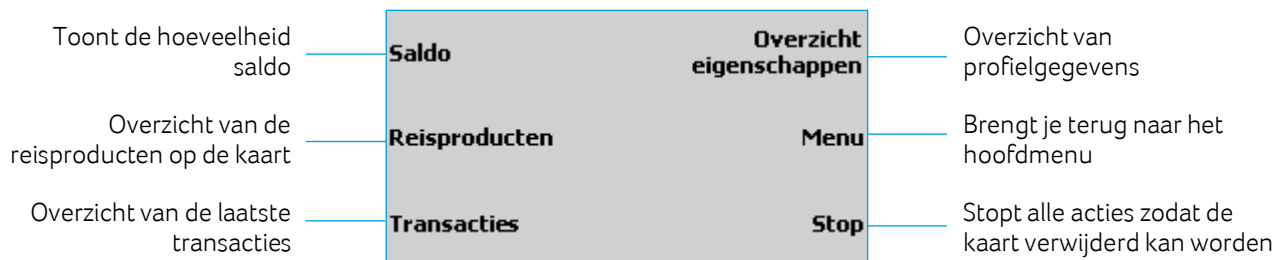 Toont de hoeveelheid
saldo
Saldo
Overzicht
eigenschappen
Overzicht van
profielgegevens
Overzicht van de
reisproducten op de kaart
Reisproducten
Menu
Brengt je terug naar het
hoofdmenu
Overzicht van de laatste
transacties
Transacties
Stop
Stopt alle acties zodat de
kaart verwijderd kan worden